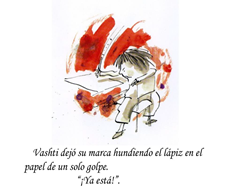 Vashti dejó su marca hundiendo el lápiz en el
papel de un solo golpe.
“¡Ya está!”.